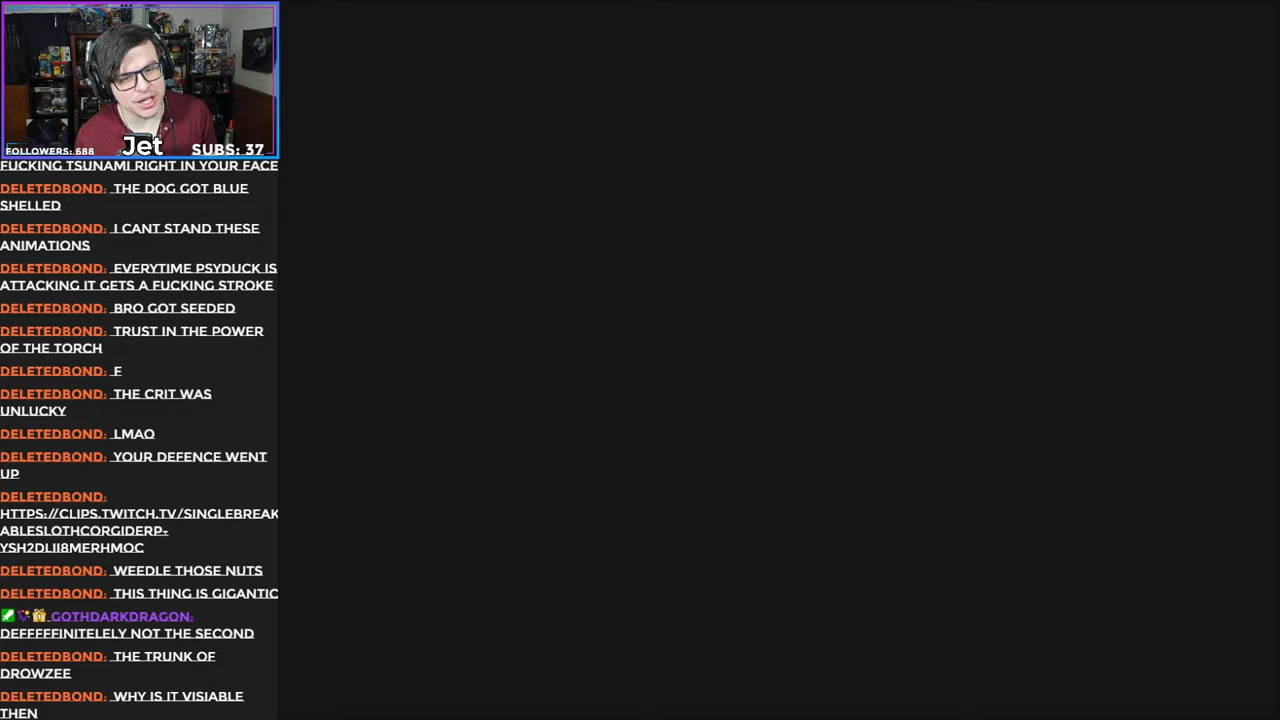 FOLLOWERS: 688
Jet
SUBS: 37
FUCKING TSUNAMI RIGHT IN YOUR FACE
DELETEDBOND: THE DOG GOT BLUE
SHELLED
DELETEDBOND: I CANT STAND THESE
ANIMATIONS
DELETEDBOND: EVERYTIME PSYDUCK IS
ATTACKING IT GETS A FUCKING STROKE
DELETEDBOND: BRO GOT SEEDED
DELETEDBOND: TRUST IN THE POWER
OF THE TORCH
DELETEDBOND: F
DELETEDBOND: THE CRIT WAS
UNLUCKY
DELETEDBOND: LMAO
DELETEDBOND: YOUR DEFENCE WENT
UP
DELETEDBOND:
HTTPS://CLIPS.TWITCH.TV/SINGLEBREAK
ABLESLOTHCORGIDERP-
YSH2DLII8MERHMOC
DELETEDBOND: WEEDLE THOSE NUTS
DELETEDBOND: THIS THING IS GIGANTIC
GOTHDARKDRAGON:
DEFFFFFINITELELY NOT THE SECOND
DELETEDBOND: THE TRUNK OF
DROWZEE
DELETEDBOND: WHY IS IT VISIABLE
THEN